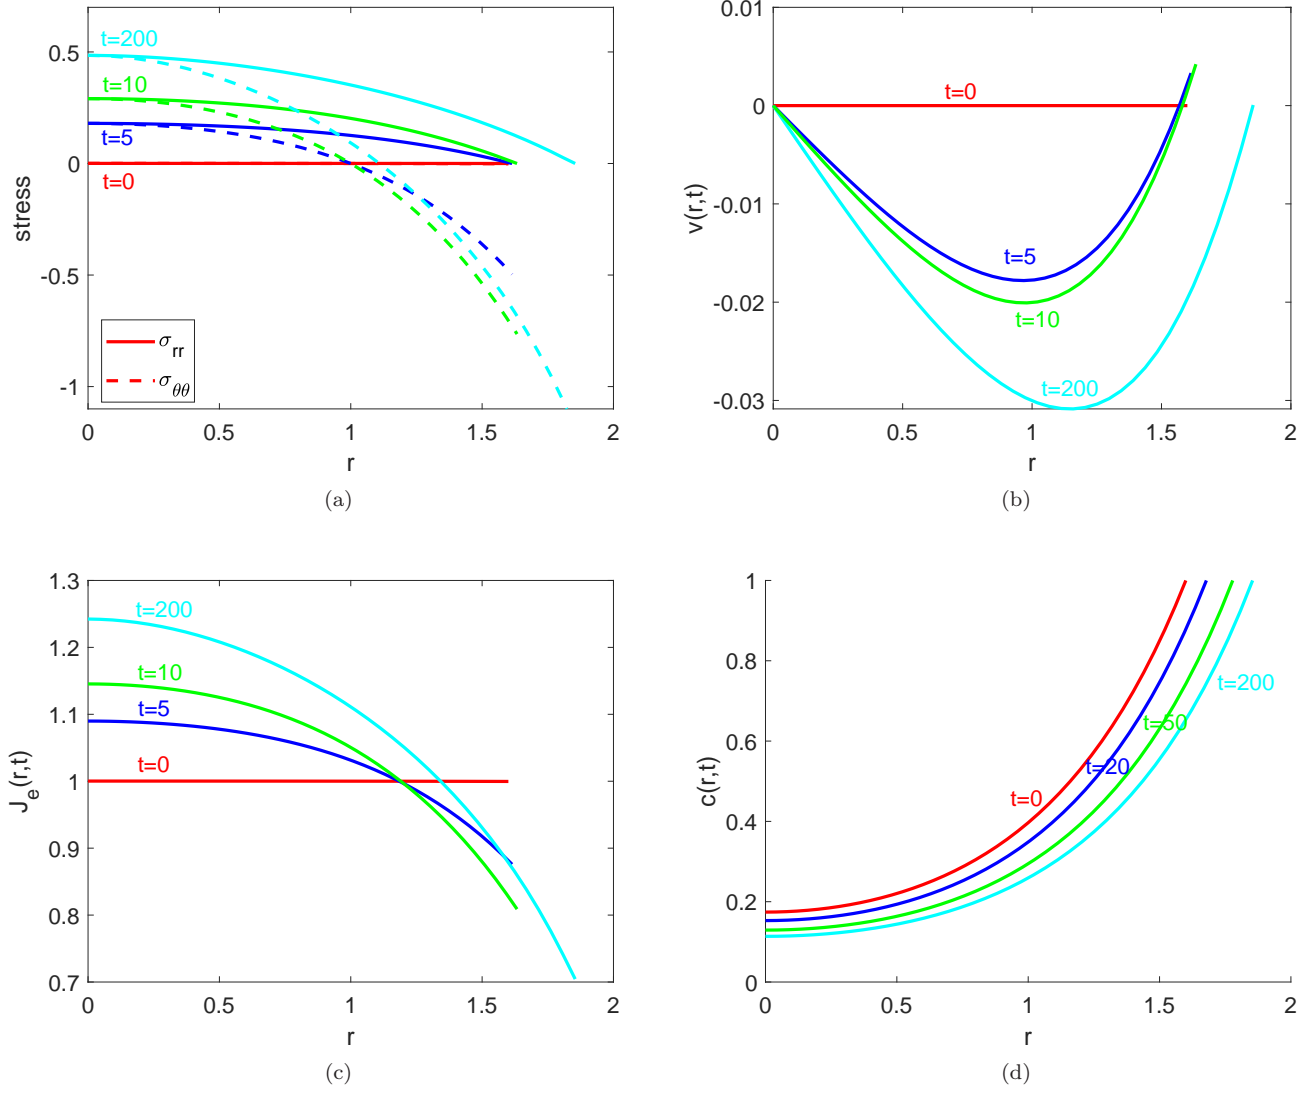 t=200
t=10
t=5
t=0
0.5
0
-0.5
-1
stress
σrr
σθθ
0
0.5
1
1.5
2
r
(a)
0.01
0
-0.01
-0.02
-0.03
v(r,t)
t=0
t=5
t=10
t=200
0
0.5
1
1.5
2
r
(b)
1.3
1.2
1.1
1
0.9
0.8
0.7
Je(r,t)
t=200
t=10
t=5
t=0
0
0.5
1
1.5
2
r
(c)
1
0.8
0.6
0.4
0.2
0
c(r,t)
t=200
t=50
t=20
t=0
0
0.5
1
1.5
2
r
(d)